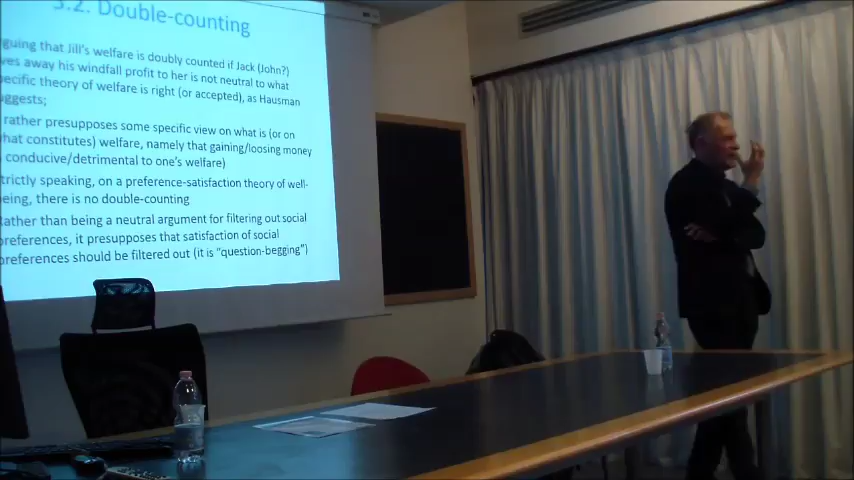 3.2. Double-counting
guing that Jill's welfare is doubly counted if Jack (John?)
ves away his windfall profit to her is not neutral to what
pecific theory of welfare is right (or accepted), as Hausman
uggests;
rather presupposes some specific view on what is (or on
hat constitutes) welfare, namely that gaining/loosing money
conducive/detrimental to one's welfare)
trictly speaking, on a preference-satisfaction theory of well-
eing, there is no double-counting
Rather than being a neutral argument for filtering out social
preferences, it presupposes that satisfaction of social
preferences should be filtered out (it is "question-begging")